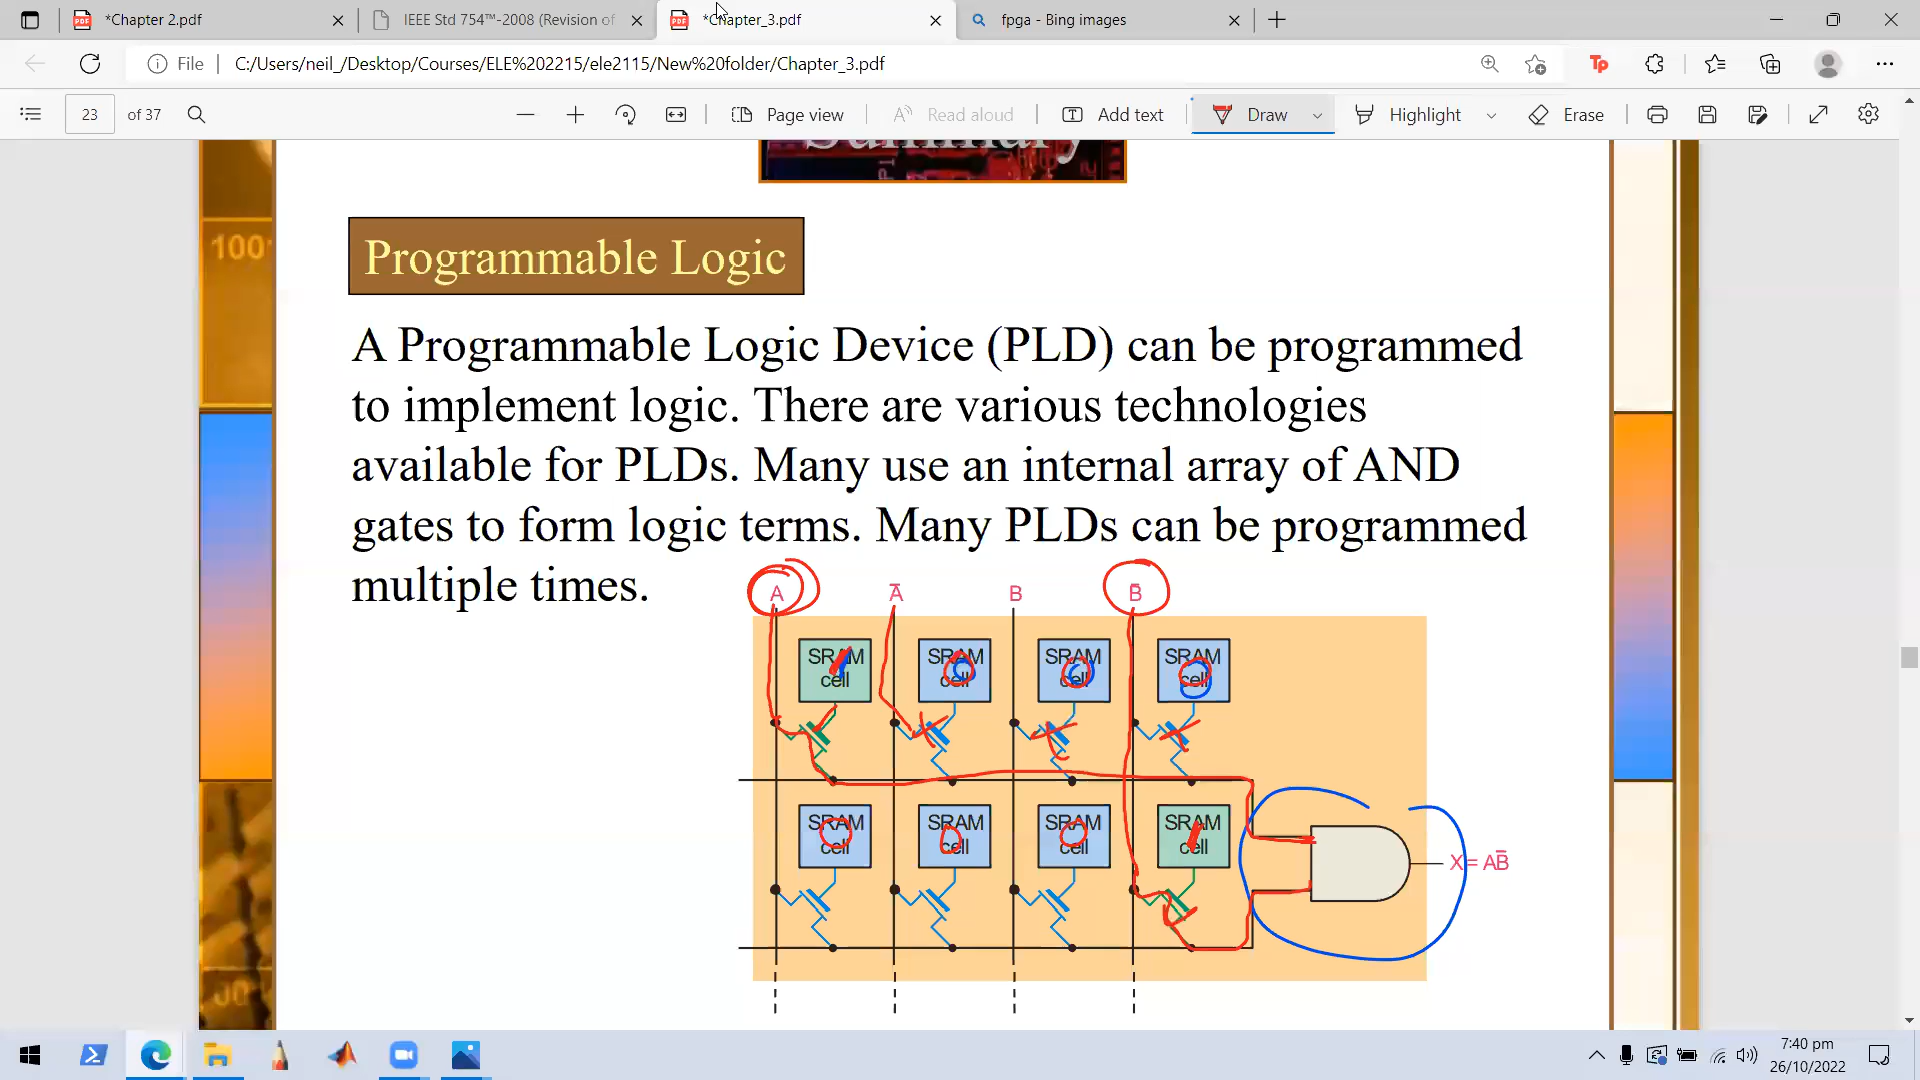 *Chapter 2.pdf
IEEE Std 754™-2008 (Revision of
*Chapter_3.pdf
fpga - Bing images
File
C:/Users/neil_/Desktop/Courses/ELE%202215/ele2115/New%20folder/Chapter_3.pdf
23 of 37
Page view
Read aloud
Add text
Draw
Highlight
Erase
Summary
Programmable Logic
A Programmable Logic Device (PLD) can be programmed
to implement logic. There are various technologies
available for PLDs. Many use an internal array of AND
gates to form logic terms. Many PLDs can be programmed
multiple times.
A A̅ B B̅
SRAM cell SRAM cell SRAM cell SRAM cell
SRAM cell SRAM cell SRAM cell SRAM cell
X = AB̅
100
7:40 pm
26/10/2022